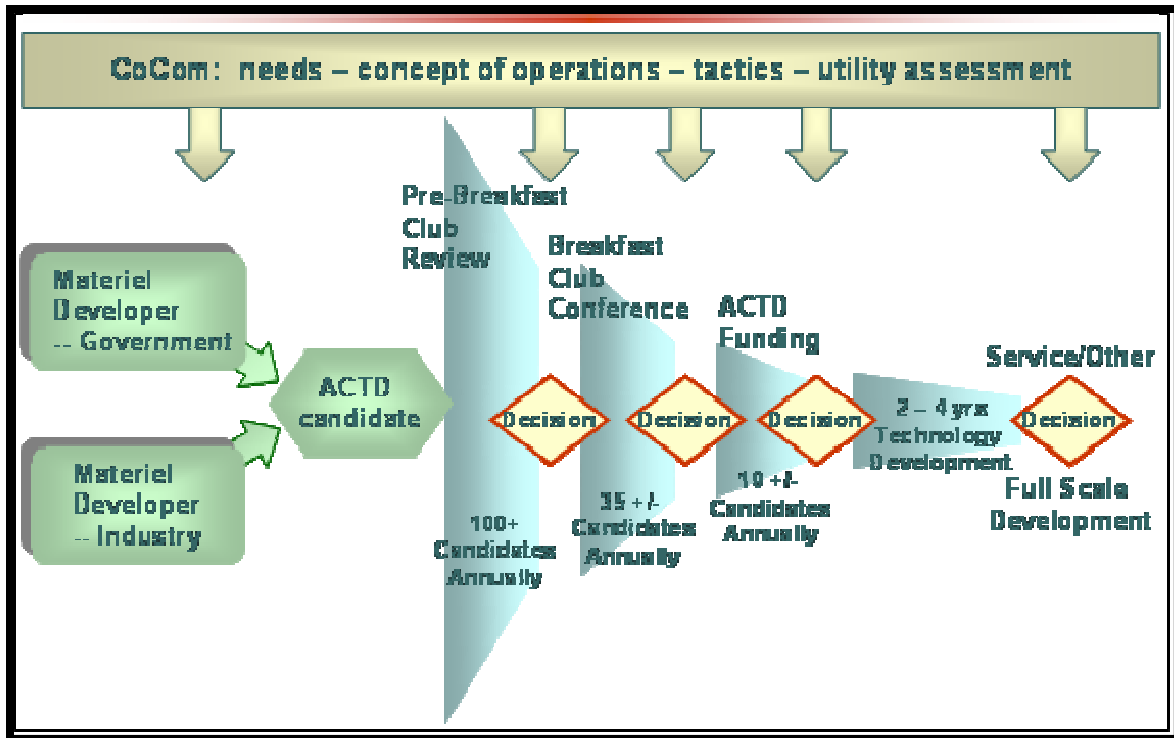 CoCom: needs – concept of operations – tactics – utility assessment
Pre-Breakfast
Club
Review
Breakfast
Club
Conference
ACTD
Funding
Service/Other
Materiel
Developer
-- Government
ACTD
candidate
Materiel
Developer
-- Industry
Decision
Decision
Decision
2 – 4 yrs
Technology
Development
Decision
100+
Candidates
Annually
35 +/-
Candidates
Annually
10 +/-
Candidates
Annually
Full Scale
Development